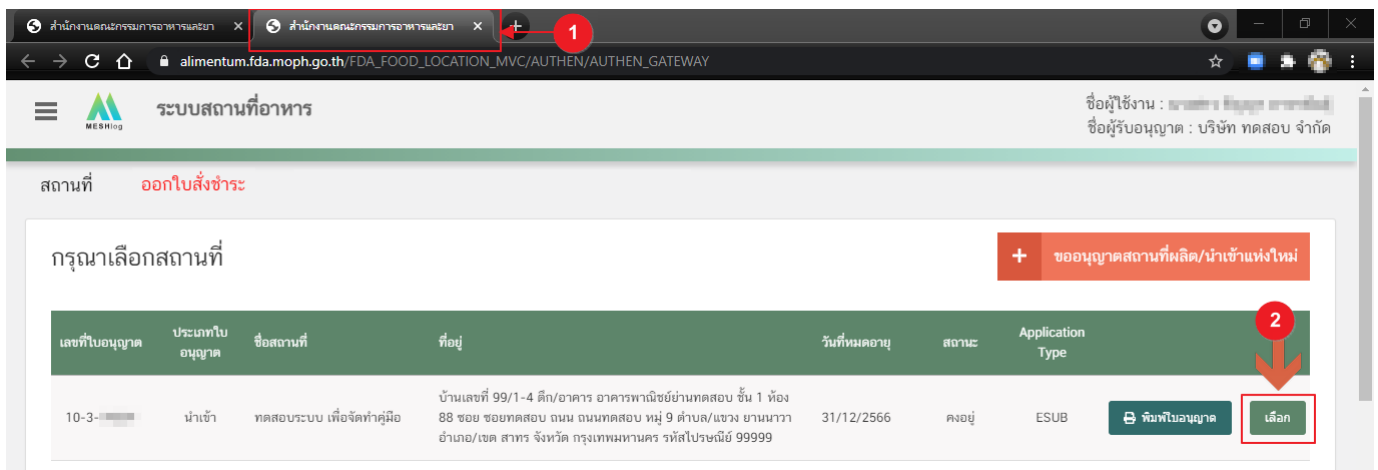 สำนักงานคณะกรรมการอาหารและยา
สำนักงานคณะกรรมการอาหารและยา
1
alimentum.fda.moph.go.th/FDA_FOOD_LOCATION_MVC/AUTHEN/AUTHEN_GATEWAY
MESHlog
ระบบสถานที่อาหาร
ชื่อผู้ใช้งาน :
ชื่อผู้รับอนุญาต : บริษัท ทดสอบ จำกัด
สถานที่ ออกใบสั่งชำระ
กรุณาเลือกสถานที่
+ ขออนุญาตสถานที่ผลิต/นำเข้าแห่งใหม่
2
เลขที่ใบอนุญาต ประเภทใบ ชื่อสถานที่ ที่อยู่ วันที่หมดอายุ สถานะ Application
อนุญาต Type
บ้านเลขที่ 99/1-4 ตึก/อาคาร อาคารพาณิชย์ย่านทดสอบ ชั้น 1 ห้อง
10-3- นำเข้า ทดสอบระบบ เพื่อจัดทำคู่มือ 88 ซอย ซอยทดสอบ ถนน ถนนทดสอบ หมู่ 9 ตำบล/แขวง ยานนาวา 31/12/2566 คงอยู่ ESUB พิมพ์ใบอนุญาต เลือก
อำเภอ/เขต สาทร จังหวัด กรุงเทพมหานคร รหัสไปรษณีย์ 99999